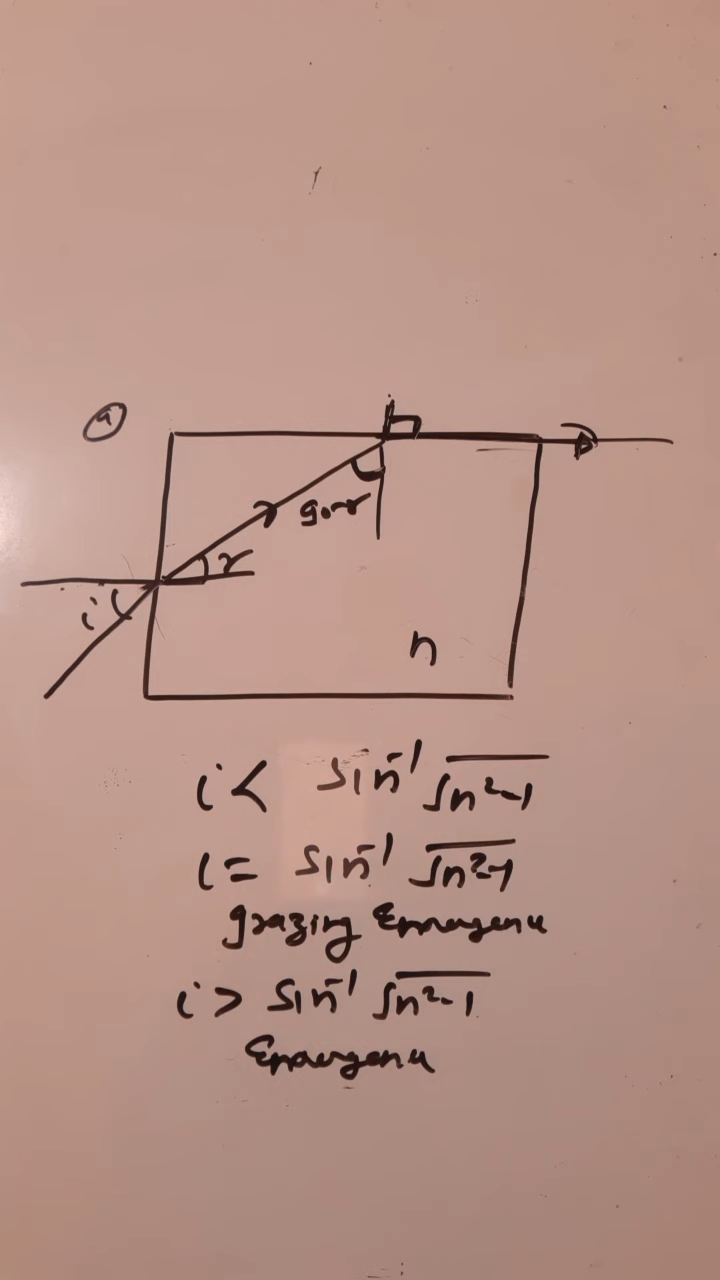 a
90-r
r
i
n
i < sin⁻¹ √n²-1
i = sin⁻¹ √n²-1
grazing Emergence
i > sin⁻¹ √n²-1
Emergence